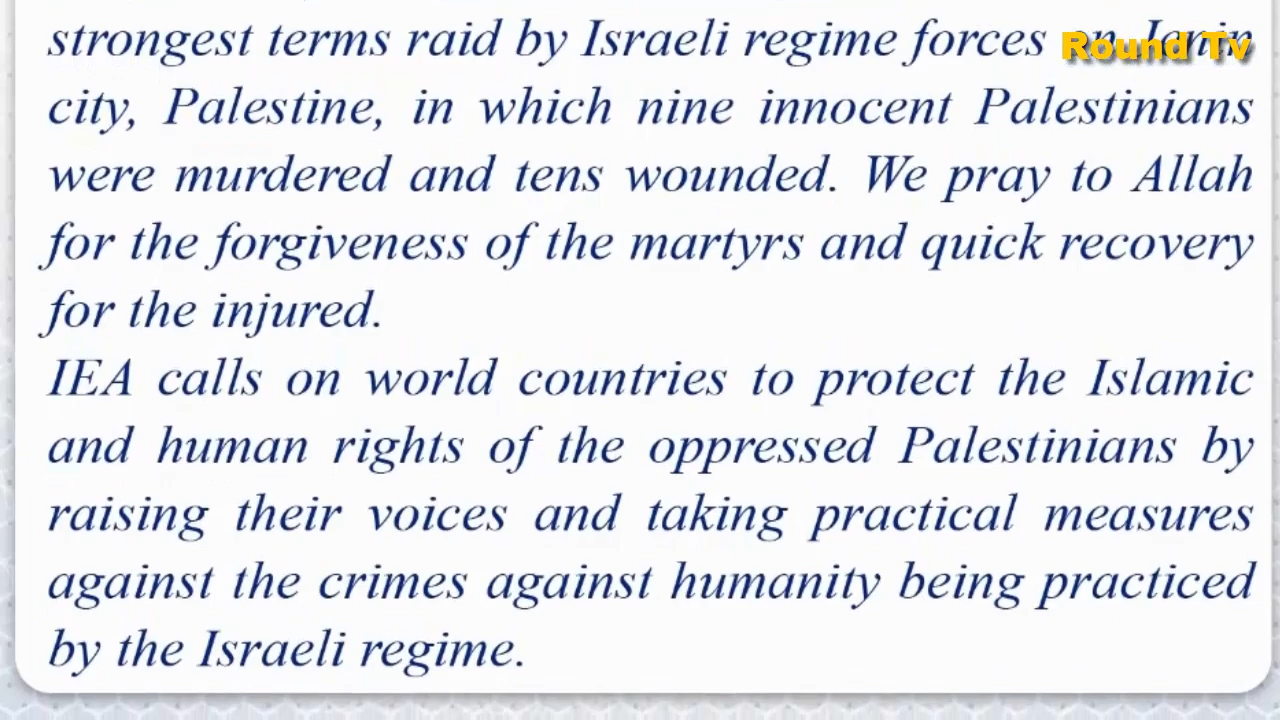 strongest terms raid by Israeli regime forces on Jenin
Round Tv
city, Palestine, in which nine innocent Palestinians
were murdered and tens wounded. We pray to Allah
for the forgiveness of the martyrs and quick recovery
for the injured.
IEA calls on world countries to protect the Islamic
and human rights of the oppressed Palestinians by
raising their voices and taking practical measures
against the crimes against humanity being practiced
by the Israeli regime.